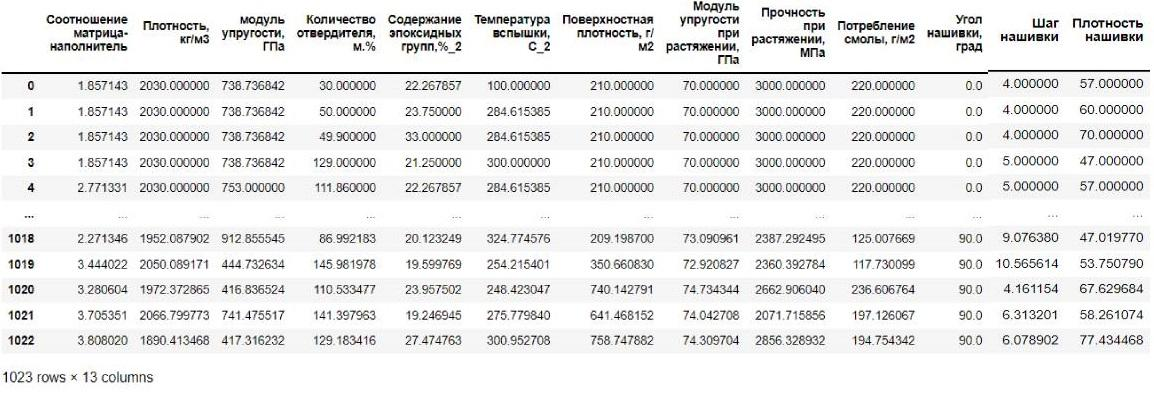 Соотношение матрица-наполнитель Плотность, кг/м3 модуль упругости, ГПа Количество отвердителя, м.% Содержание эпоксидных групп,%_2 Температура вспышки, С_2 Поверхностная плотность, г/м2 Модуль упругости при растяжении, ГПа Прочность при растяжении, МПа Потребление смолы, г/м2 Угол нашивки, град Шаг нашивки Плотность нашивки
0 1.857143 2030.000000 738.736842 30.000000 22.267857 100.000000 210.000000 70.000000 3000.000000 220.000000 0.0 4.000000 57.000000
1 1.857143 2030.000000 738.736842 50.000000 23.750000 284.615385 210.000000 70.000000 3000.000000 220.000000 0.0 4.000000 60.000000
2 1.857143 2030.000000 738.736842 49.900000 33.000000 284.615385 210.000000 70.000000 3000.000000 220.000000 0.0 4.000000 70.000000
3 1.857143 2030.000000 738.736842 129.000000 21.250000 300.000000 210.000000 70.000000 3000.000000 220.000000 0.0 5.000000 47.000000
4 2.771331 2030.000000 753.000000 111.860000 22.267857 284.615385 210.000000 70.000000 3000.000000 220.000000 0.0 5.000000 57.000000
... ... ... ... ... ... ... ... ... ... ... ... ... ...
1018 2.271346 1952.087902 912.855545 86.992183 20.123249 324.774576 209.198700 73.090961 2387.292495 125.007669 90.0 9.076380 47.019770
1019 3.444022 2050.089171 444.732634 145.981978 19.599769 254.215401 350.660830 72.920827 2360.392784 117.730099 90.0 10.565614 53.750790
1020 3.280604 1972.372865 416.836524 110.533477 23.957502 248.423047 740.142791 74.734344 2662.906040 236.606764 90.0 4.161154 67.629684
1021 3.705351 2066.799773 741.475517 141.397963 19.246945 275.779840 641.468152 74.042708 2071.715856 197.126067 90.0 6.313201 58.261074
1022 3.808020 1890.413468 417.316232 129.183416 27.474763 300.952708 758.747882 74.309704 2856.328932 194.754342 90.0 6.078902 77.434468
1023 rows × 13 columns